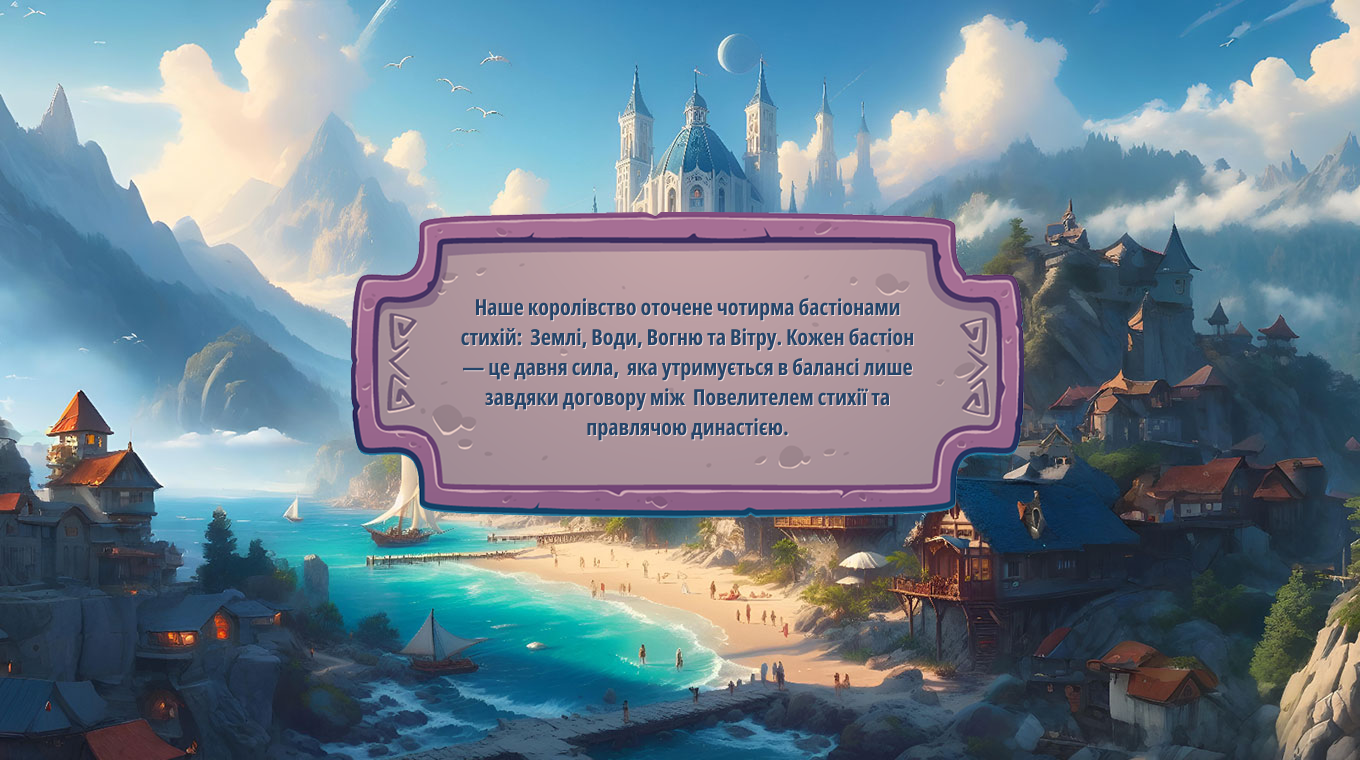 Наше королівство оточене чотирма бастіонами
стихій: Землі, Води, Вогню та Вітру. Кожен бастіон
— це давня сила, яка утримується в балансі лише
завдяки договору між Повелителем стихії та
правлячою династією.